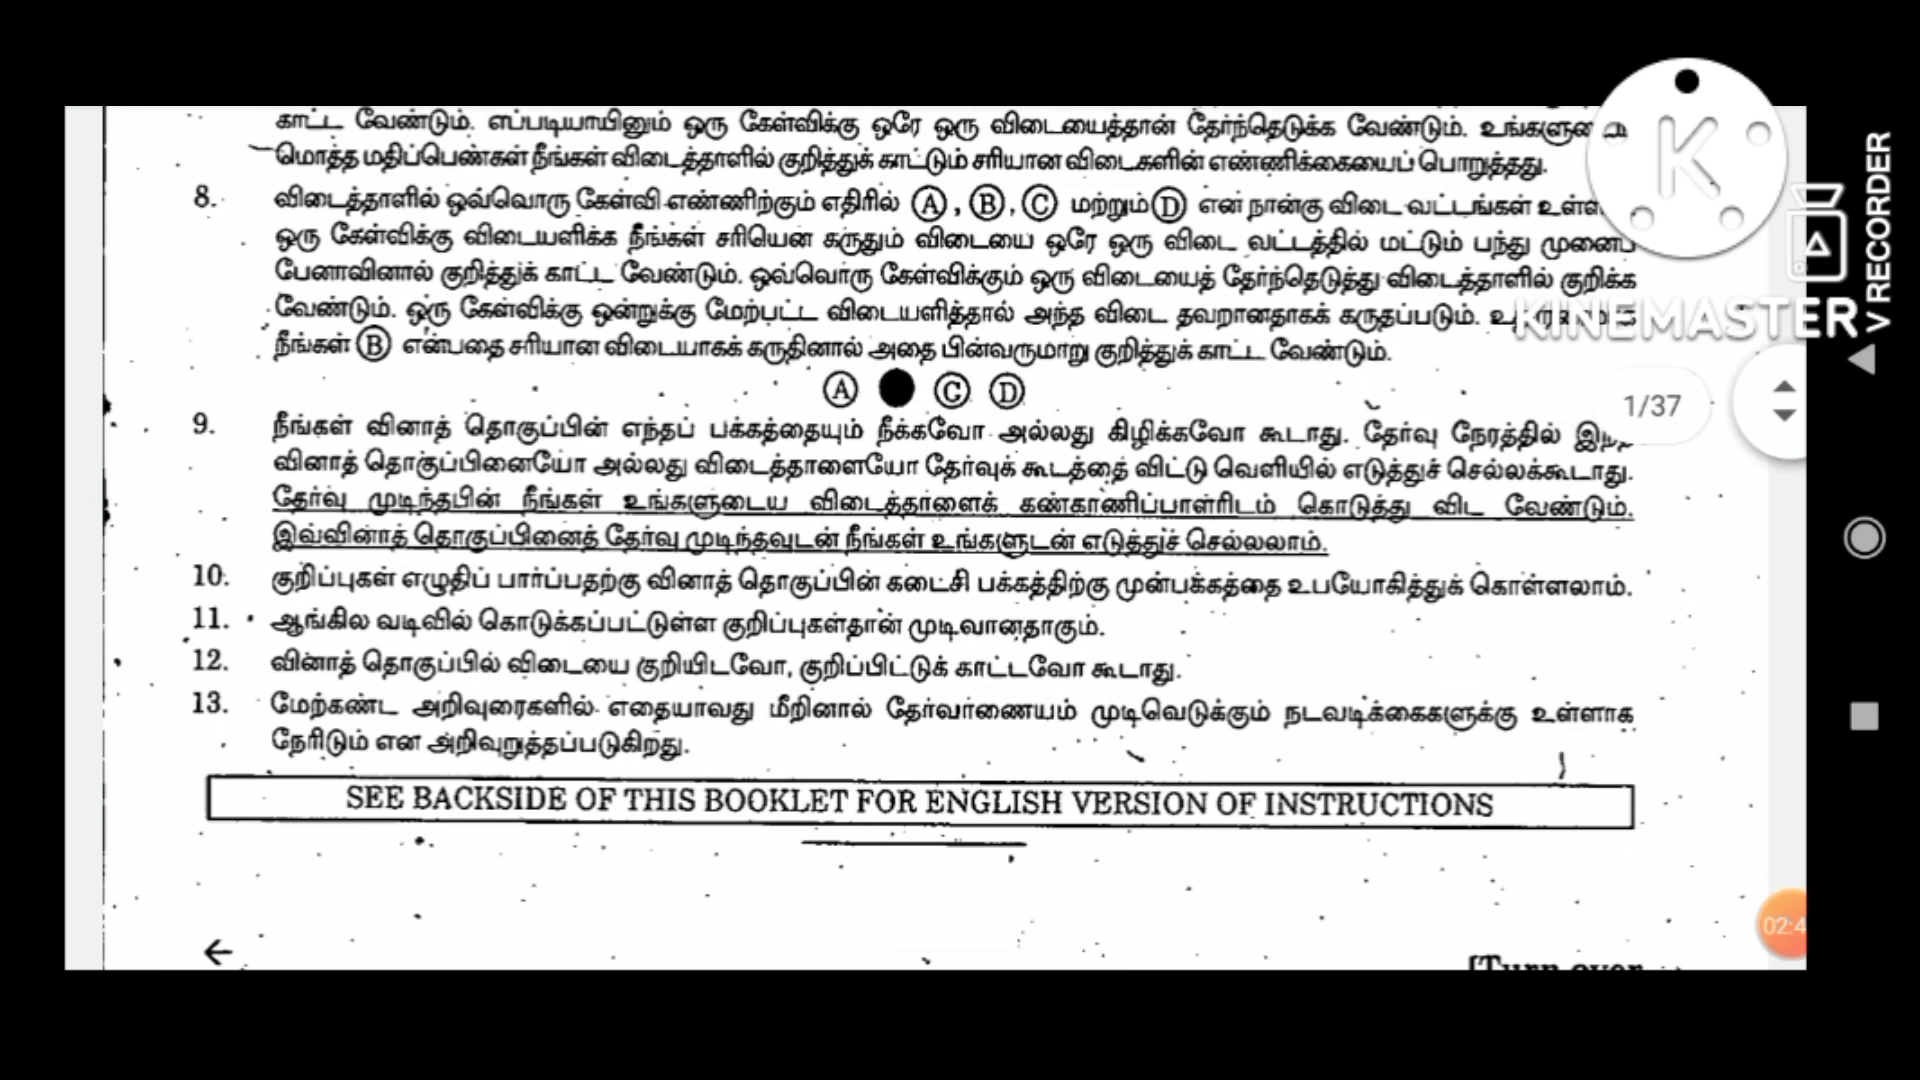 காட்ட வேண்டும். எப்படியாயினும் ஒரு கேள்விக்கு ஒரே ஒரு விடையைத்தான் தேர்ந்தெடுக்க வேண்டும்.
மொத்த மதிப்பெண்கள் நீங்கள் விடைத்தாளில் குறித்துக் காட்டும் சரியான விடைகளின் எண்ணிக்கையைப் பொறுத்தது.
8. விடைத்தாளில் ஒவ்வொரு கேள்வி எண்ணிற்கும் எதிரில் Ⓐ, Ⓑ, Ⓒ மற்றும் Ⓓ என நான்கு விடை வட்டங்கள்
ஒரு கேள்விக்கு விடையளிக்க நீங்கள் சரியென கருதும் விடையை ஒரே ஒரு விடை வட்டத்தில் மட்டும் பந்து முனைப்
பேனாவினால் குறித்துக் காட்ட வேண்டும். ஒவ்வொரு கேள்விக்கும் ஒரு விடையைத் தேர்ந்தெடுத்து விடைத்தாளில் குறிக்க
வேண்டும். ஒரு கேள்விக்கு ஒன்றுக்கு மேற்பட்ட விடையளித்தால் அந்த விடை தவறானதாகக் கருதப்படும்.
நீங்கள் Ⓑ என்பதை சரியான விடையாகக் கருதினால் அதை பின்வருமாறு குறித்துக் காட்ட வேண்டும்.
Ⓐ ● Ⓒ Ⓓ
9. நீங்கள் வினாத் தொகுப்பின் எந்தப் பக்கத்தையும் நீக்கவோ அல்லது கிழிக்கவோ கூடாது. தேர்வு நேரத்தில் இந்த
வினாத் தொகுப்பினையோ அல்லது விடைத்தாளையோ தேர்வுக் கூடத்தை விட்டு வெளியில் எடுத்துச் செல்லக்கூடாது.
தேர்வு முடிந்தபின் நீங்கள் உங்களுடைய விடைத்தாளைக் கண்காணிப்பாளரிடம் கொடுத்து விட வேண்டும்.
இவ்வினாத் தொகுப்பினைத் தேர்வு முடிந்தவுடன் நீங்கள் உங்களுடன் எடுத்துச் செல்லலாம்.
10. குறிப்புகள் எழுதிப் பார்ப்பதற்கு வினாத் தொகுப்பின் கடைசி பக்கத்திற்கு முன்பக்கத்தை உபயோகித்துக் கொள்ளலாம்.
11. ஆங்கில வடிவில் கொடுக்கப்பட்டுள்ள குறிப்புகள்தான் முடிவானதாகும்.
12. வினாத் தொகுப்பில் விடையை குறியிடவோ, குறிப்பிட்டுக் காட்டவோ கூடாது.
13. மேற்கண்ட அறிவுரைகளில் எதையாவது மீறினால் தேர்வாணையம் முடிவெடுக்கும் நடவடிக்கைகளுக்கு உள்ளாக
நேரிடும் என அறிவுறுத்தப்படுகிறது.
SEE BACKSIDE OF THIS BOOKLET FOR ENGLISH VERSION OF INSTRUCTIONS
[Turn over
1/37
02:4
K
KINEMASTER
V RECORDER